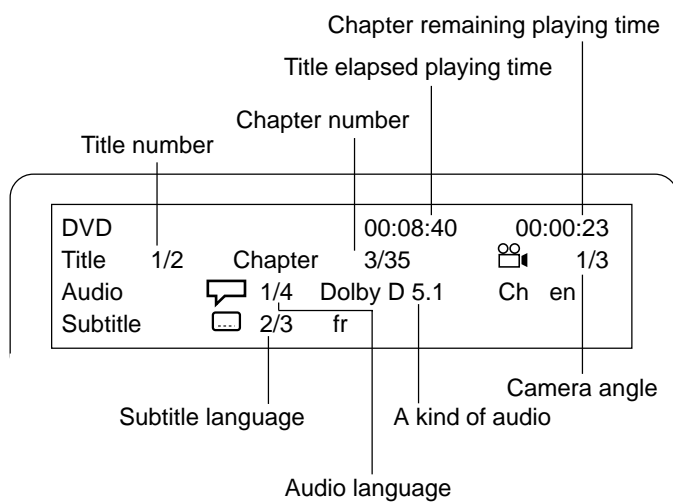 Chapter remaining playing time
Title elapsed playing time
Chapter number
Title number
DVD 00:08:40 00:00:23
Title 1/2 Chapter 3/35 1/3
Audio 1/4 Dolby D 5.1 Ch en
Subtitle 2/3 fr
Camera angle
Subtitle language A kind of audio
Audio language